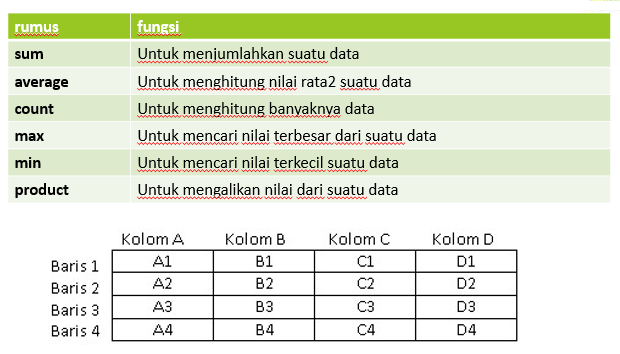 rumus fungsi
sum Untuk menjumlahkan suatu data
average Untuk menghitung nilai rata2 suatu data
count Untuk menghitung banyaknya data
max Untuk mencari nilai terbesar dari suatu data
min Untuk mencari nilai terkecil suatu data
product Untuk mengalikan nilai dari suatu data
Kolom A Kolom B Kolom C Kolom D
Baris 1 A1 B1 C1 D1
Baris 2 A2 B2 C2 D2
Baris 3 A3 B3 C3 D3
Baris 4 A4 B4 C4 D4